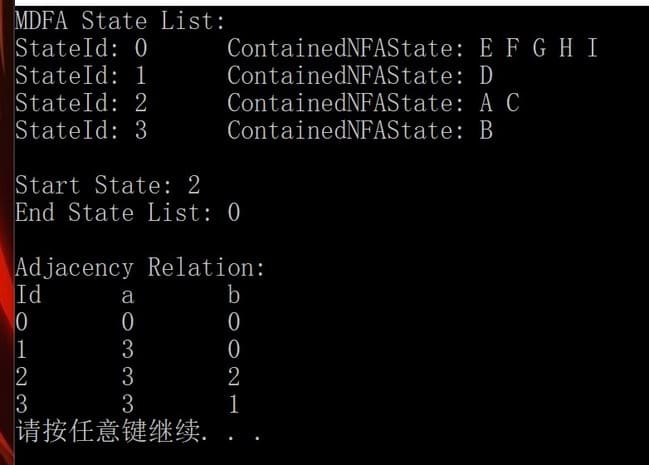 MDFA State List:
StateId: 0 ContainedNFAState: E F G H I
StateId: 1 ContainedNFAState: D
StateId: 2 ContainedNFAState: A C
StateId: 3 ContainedNFAState: B
Start State: 2
End State List: 0
Adjacency Relation:
Id a b
0 0 0
1 3 0
2 3 2
3 3 1
请按任意键继续. . .